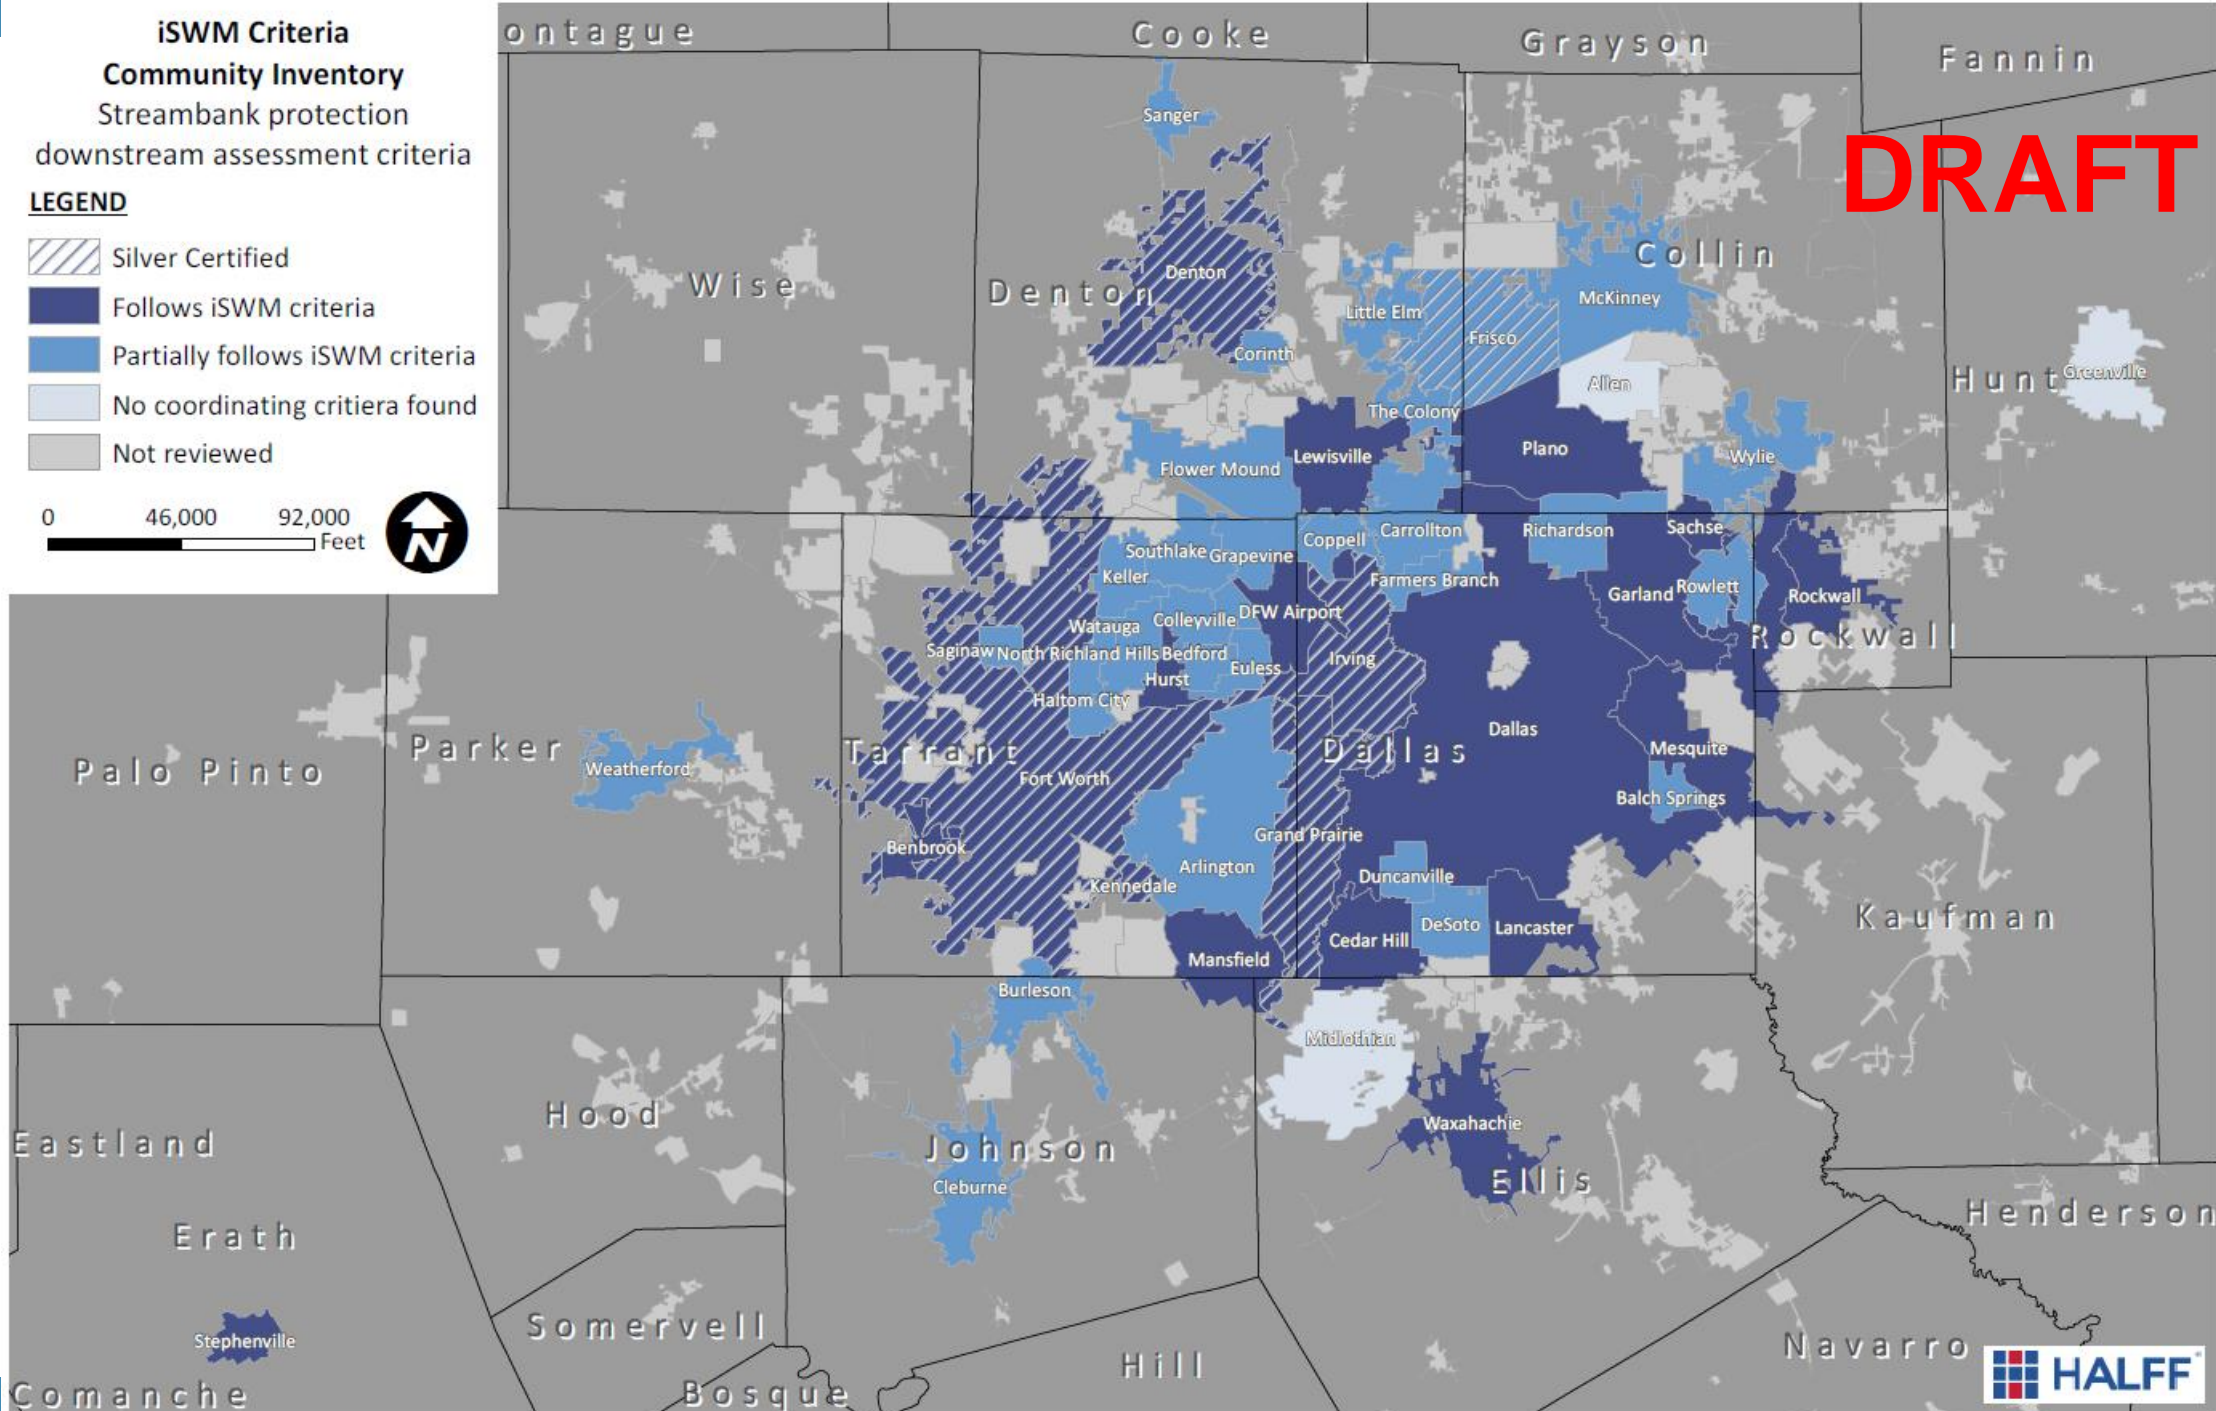 iSWM Criteria
Community Inventory
Streambank protection
downstream assessment criteria
LEGEND
Silver Certified
Follows iSWM criteria
Partially follows iSWM criteria
No coordinating critiera found
Not reviewed
0 46,000 92,000
Feet
N
DRAFT
ontague
Cooke
Grayson
Fannin
Sanger
Wise
Denton
Denton
Collin
Little Elm
McKinney
Frisco
Corinth
Allen
Hunt
Greenville
The Colony
Flower Mound
Lewisville
Plano
Wylie
Southlake
Grapevine
Coppell
Carrollton
Richardson
Sachse
Keller
Farmers Branch
Garland
Rowlett
Rockwall
Watauga
Colleyville
DFW Airport
Rockwall
Saginaw
North Richland Hills
Bedford
Euless
Irving
Hurst
Haltom City
Palo Pinto
Parker
Weatherford
Tarrant
Fort Worth
Dallas
Dallas
Mesquite
Balch Springs
Benbrook
Grand Prairie
Arlington
Kennedale
Duncanville
DeSoto
Lancaster
Cedar Hill
Mansfield
Kaufman
Burleson
Midlothian
Waxahachie
Hood
Johnson
Cleburne
Ellis
Eastland
Erath
Henderson
Stephenville
Somervell
Hill
Navarro
Comanche
Bosque
HALFF